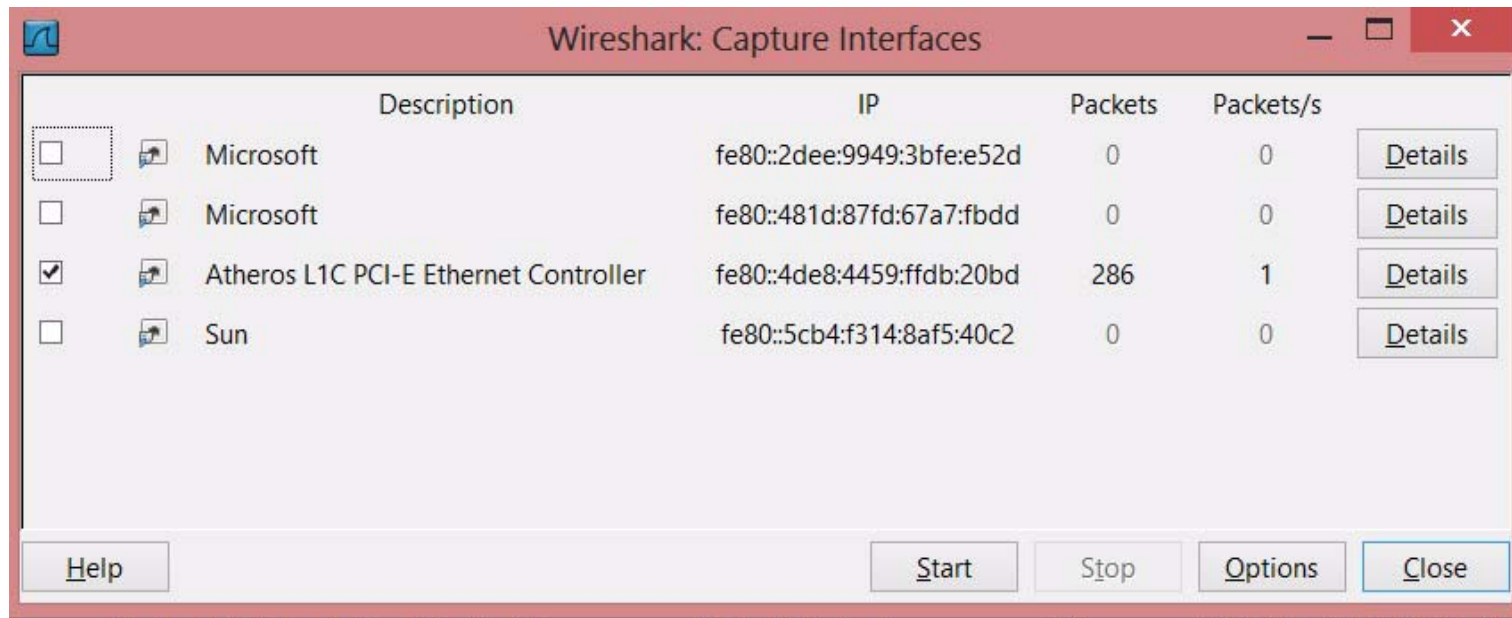 Wireshark: Capture Interfaces
Description IP Packets Packets/s
Microsoft fe80::2dee:9949:3bfe:e52d 0 0 Details
Microsoft fe80::481d:87fd:67a7:fbdd 0 0 Details
Atheros L1C PCI-E Ethernet Controller fe80::4de8:4459:ffdb:20bd 286 1 Details
Sun fe80::5cb4:f314:8af5:40c2 0 0 Details
Help Start Stop Options Close